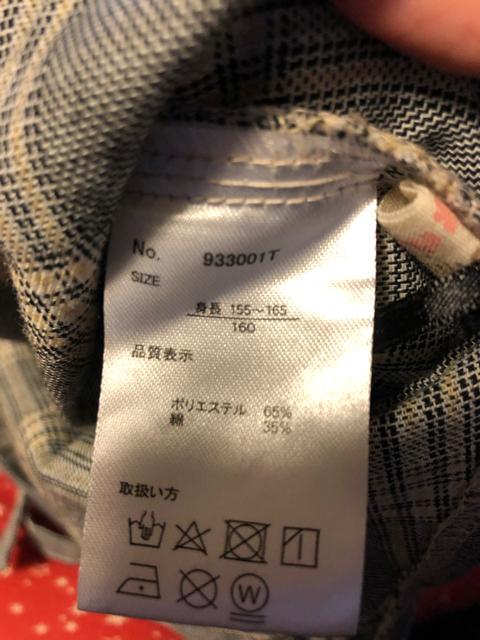 No. 933001T
SIZE
身長 155~165
160
品質表示
ポリエステル 65%
綿 35%
取扱い方
W